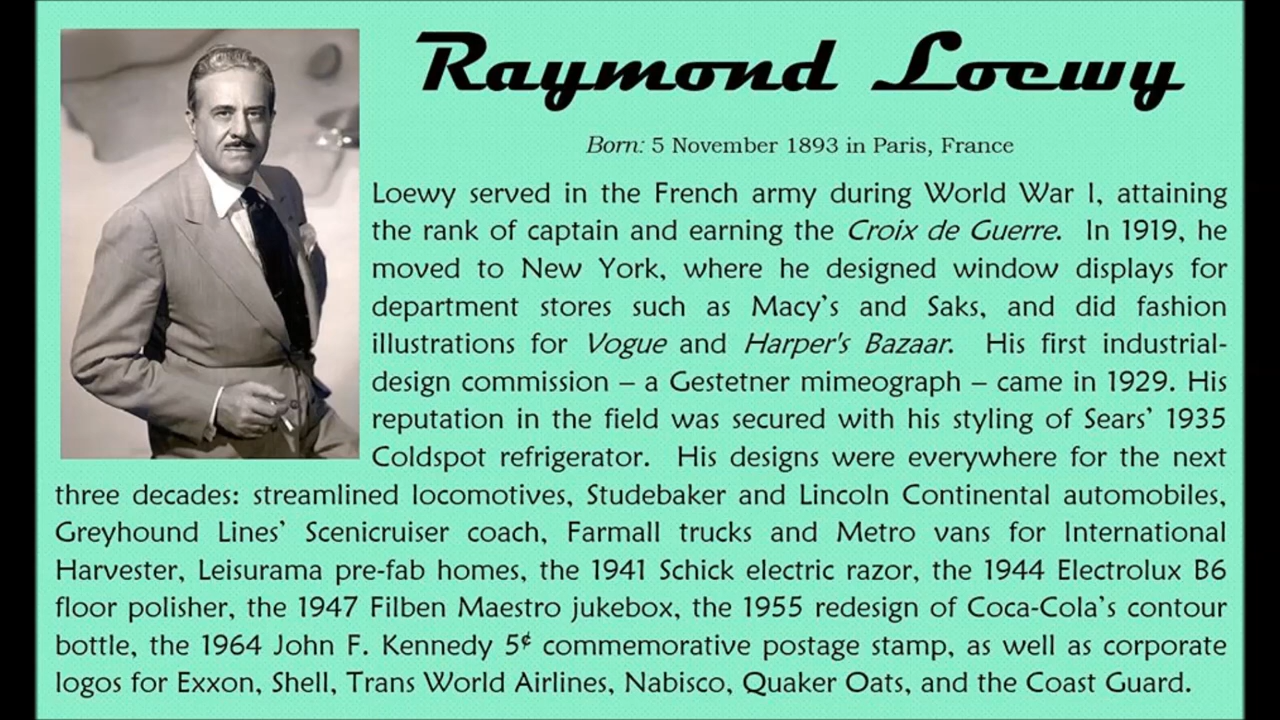 Raymond Loewy
Born: 5 November 1893 in Paris, France
Loewy served in the French army during World War I, attaining
the rank of captain and earning the Croix de Guerre. In 1919, he
moved to New York, where he designed window displays for
department stores such as Macy's and Saks, and did fashion
illustrations for Vogue and Harper's Bazaar. His first industrial-
design commission – a Gestetner mimeograph – came in 1929. His
reputation in the field was secured with his styling of Sears' 1935
Coldspot refrigerator. His designs were everywhere for the next
three decades: streamlined locomotives, Studebaker and Lincoln Continental automobiles,
Greyhound Lines' Scenicruiser coach, Farmall trucks and Metro vans for International
Harvester, Leisurama pre-fab homes, the 1941 Schick electric razor, the 1944 Electrolux B6
floor polisher, the 1947 Filben Maestro jukebox, the 1955 redesign of Coca-Cola's contour
bottle, the 1964 John F. Kennedy 5¢ commemorative postage stamp, as well as corporate
logos for Exxon, Shell, Trans World Airlines, Nabisco, Quaker Oats, and the Coast Guard.